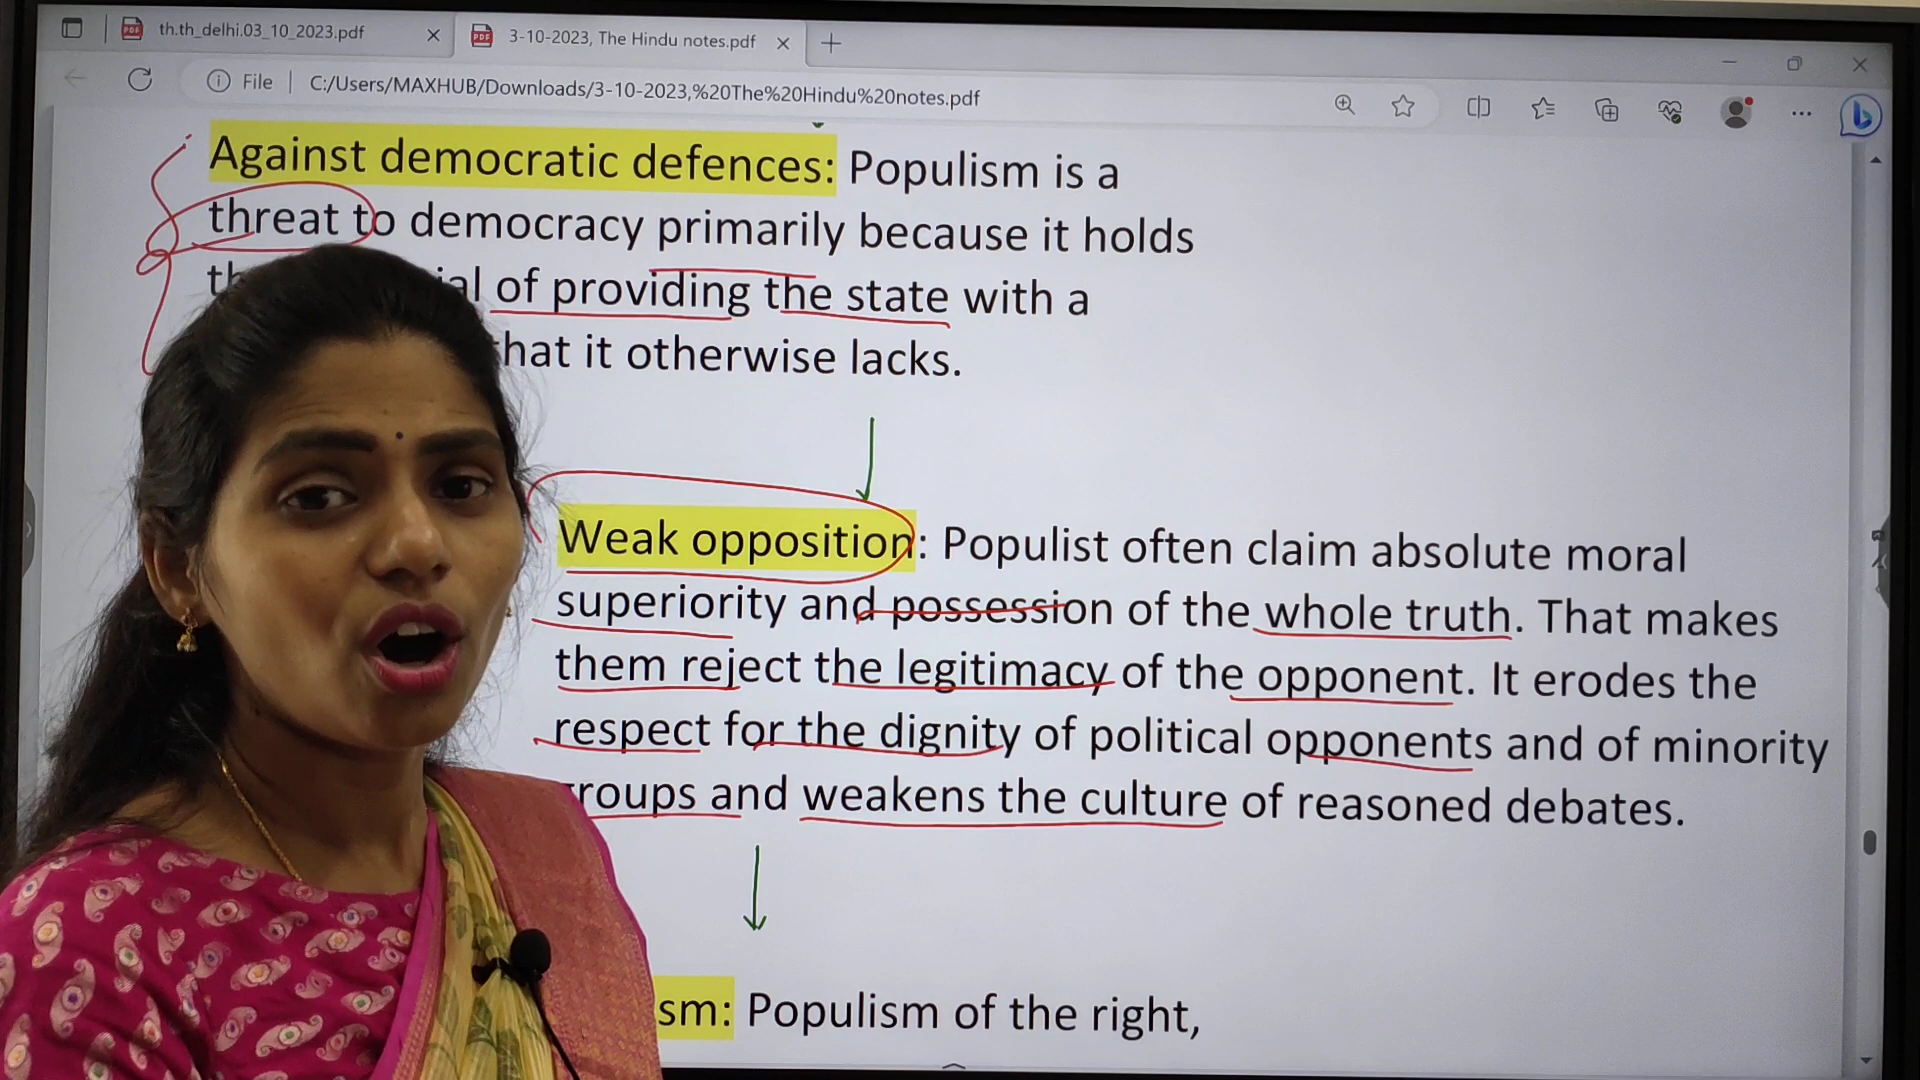 th.th_delhi.03_10_2023.pdf
3-10-2023, The Hindu notes.pdf
File
C:/Users/MAXHUB/Downloads/3-10-2023,%20The%20Hindu%20notes.pdf
Against democratic defences: Populism is a
threat to democracy primarily because it holds
of providing the state with a
that it otherwise lacks.
Weak opposition: Populist often claim absolute moral
superiority and possession of the whole truth. That makes
them reject the legitimacy of the opponent. It erodes the
respect for the dignity of political opponents and of minority
groups and weakens the culture of reasoned debates.
sm: Populism of the right,